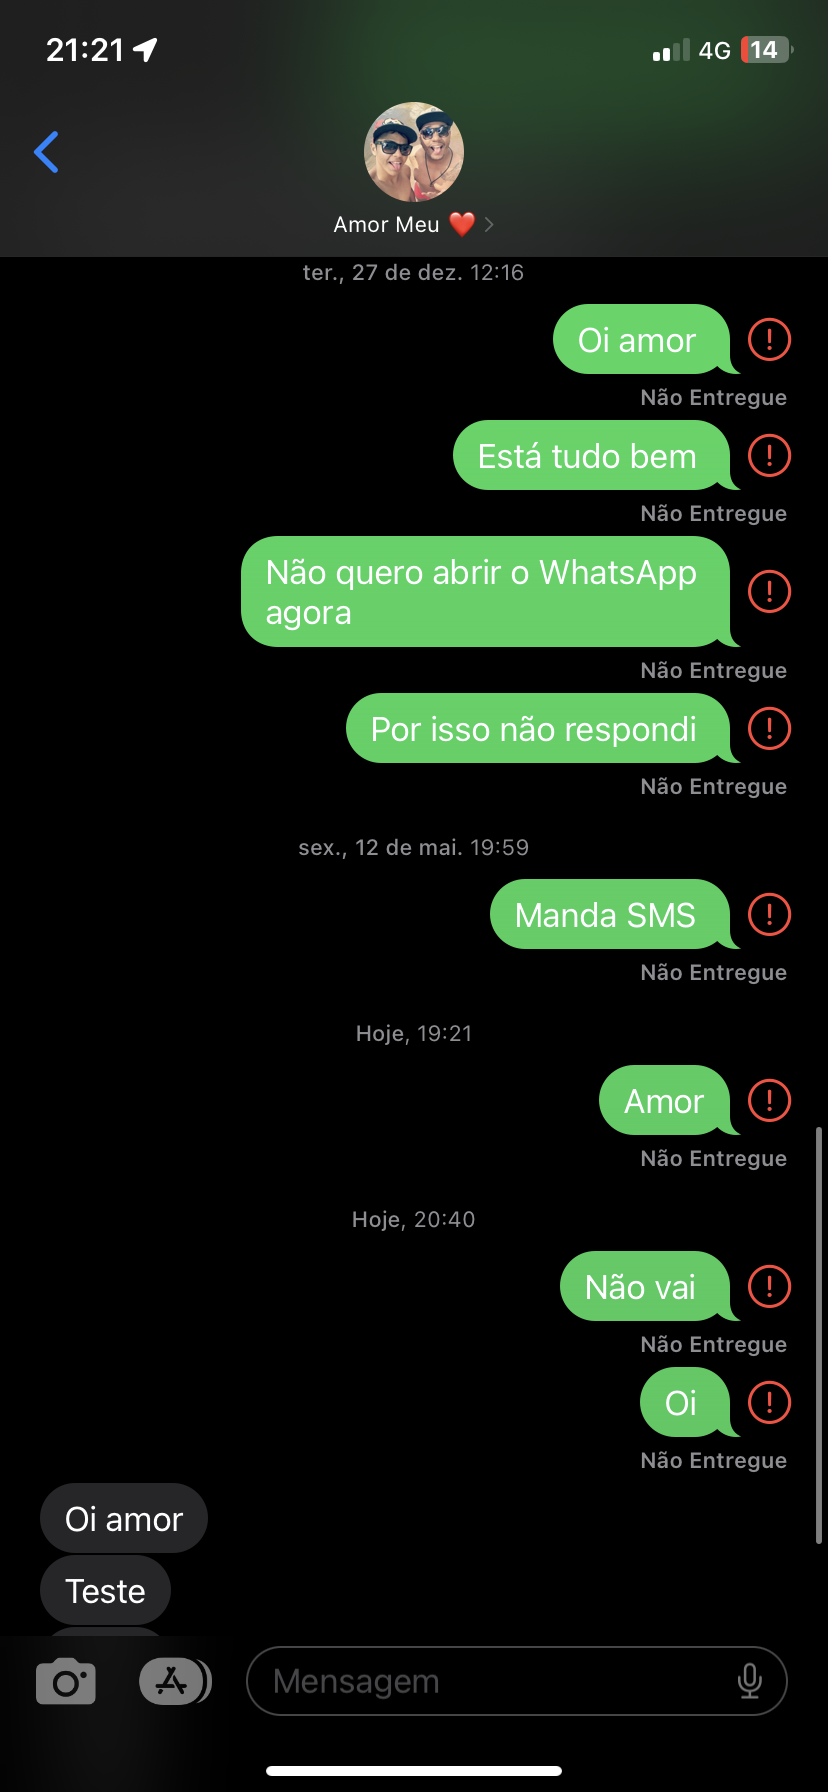 21:21
4G
14
Amor Meu ❤️
ter., 27 de dez. 12:16
Oi amor
Não Entregue
Está tudo bem
Não Entregue
Não quero abrir o WhatsApp
agora
Não Entregue
Por isso não respondi
Não Entregue
sex., 12 de mai. 19:59
Manda SMS
Não Entregue
Hoje, 19:21
Amor
Não Entregue
Hoje, 20:40
Não vai
Não Entregue
Oi
Não Entregue
Oi amor
Teste
Mensagem